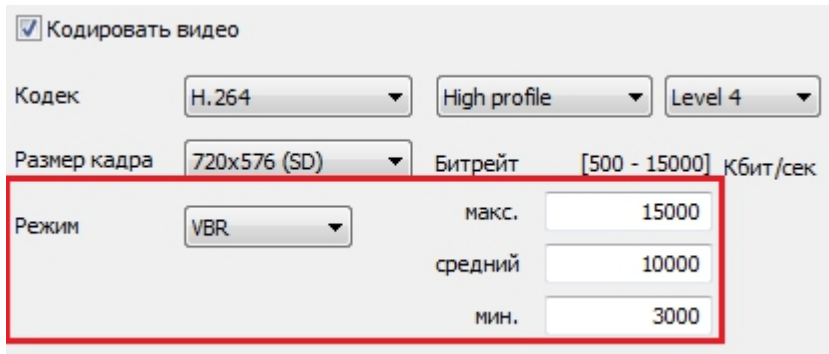 Кодировать видео
Кодек H.264 High profile Level 4
Размер кадра 720x576 (SD) Битрейт [500 - 15000] Кбит/сек
Режим VBR макс. 15000
средний 10000
мин. 3000